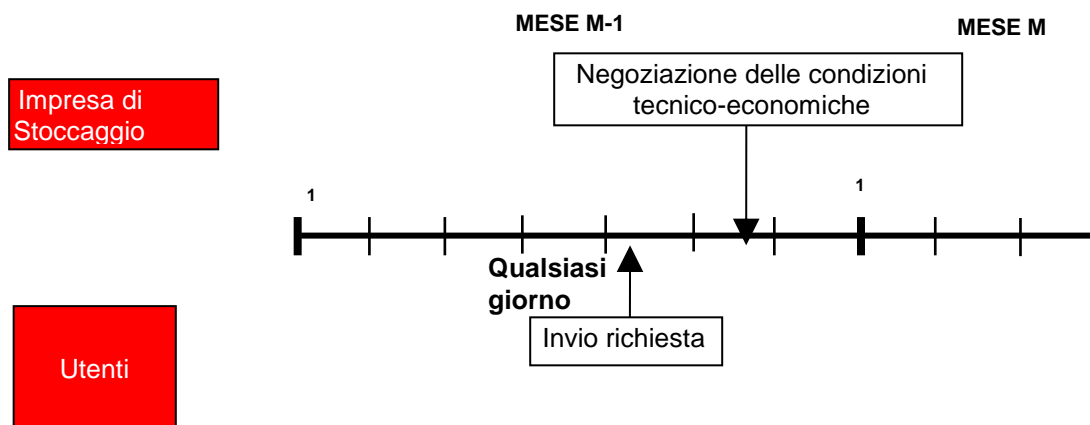 MESE M-1
MESE M
Negoziazione delle condizioni
tecnico-economiche
Impresa di
Stoccaggio
1
1
Qualsiasi
giorno
Invio richiesta
Utenti